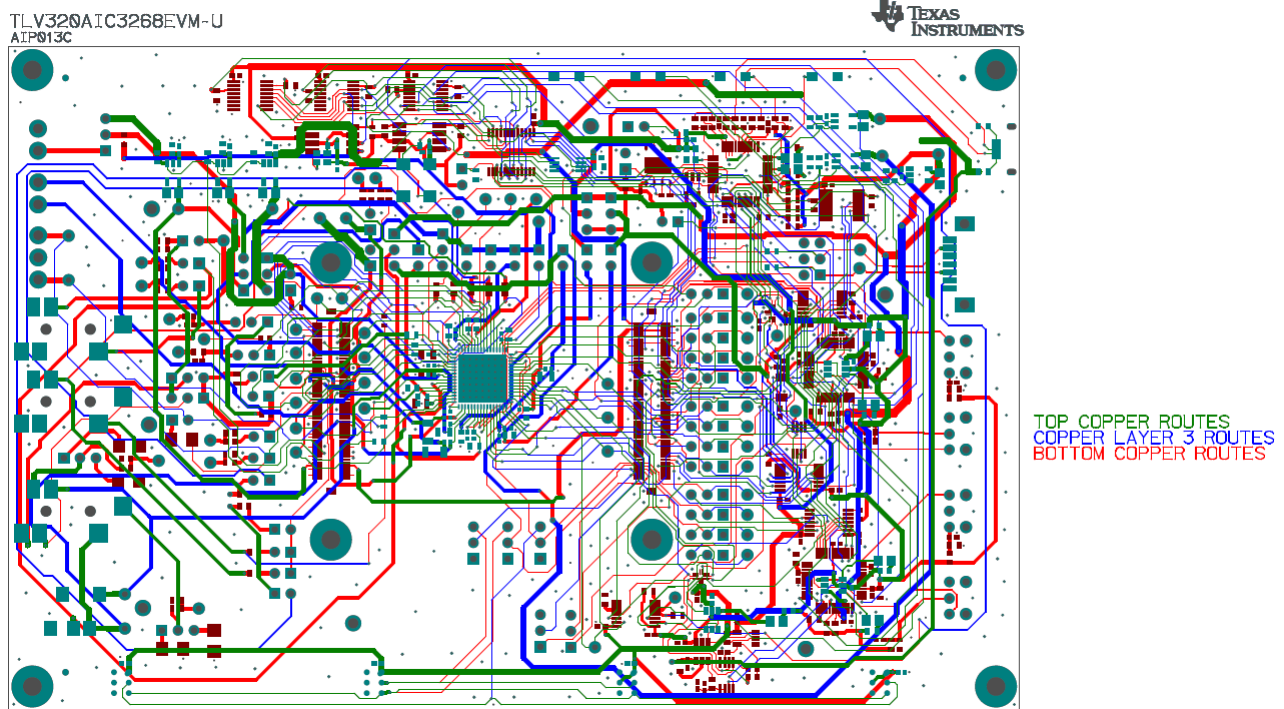 TLV320AIC3268EVM-U
AIP013C
TEXAS
INSTRUMENTS
TOP COPPER ROUTES
COPPER LAYER 3 ROUTES
BOTTOM COPPER ROUTES